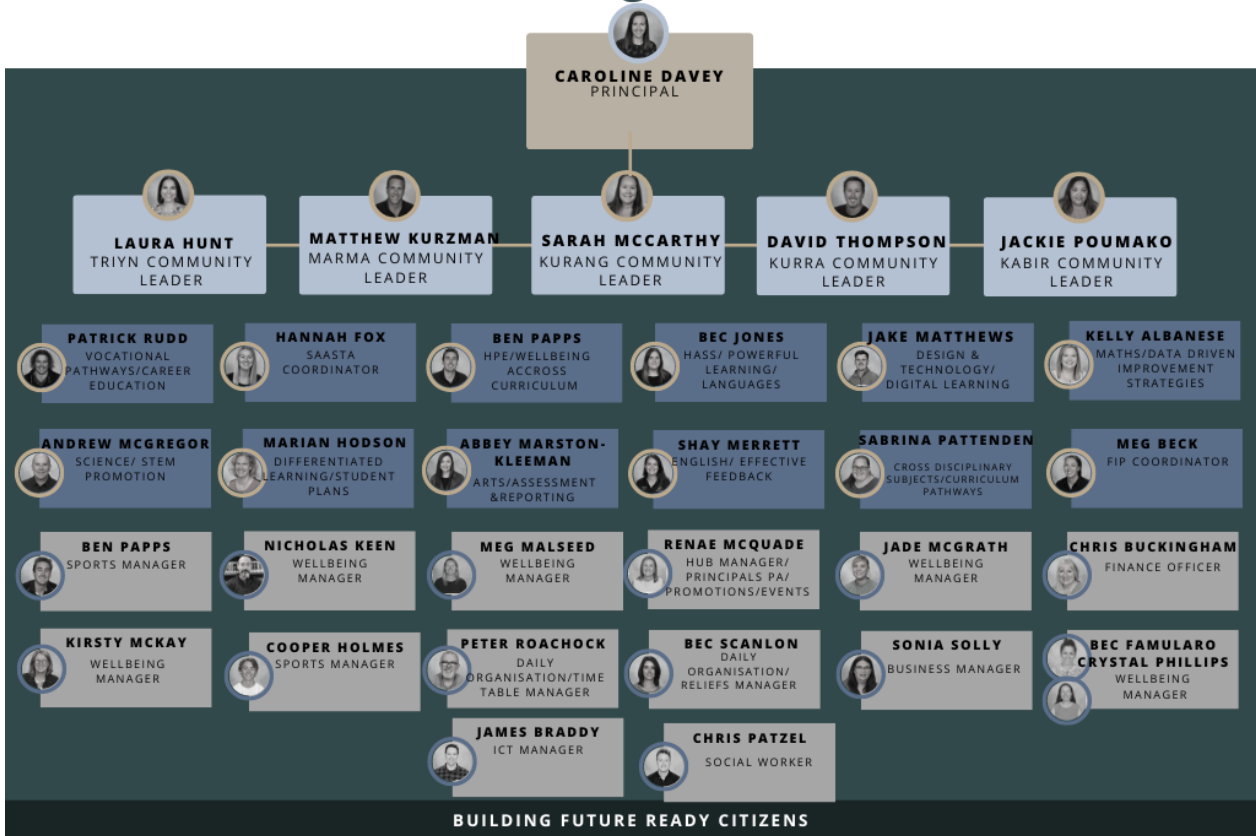 CAROLINE DAVEY
PRINCIPAL
LAURA HUNT
TRIYN COMMUNITY
LEADER
MATTHEW KURZMAN
MARMA COMMUNITY
LEADER
SARAH MCCARTHY
KURANG COMMUNITY
LEADER
DAVID THOMPSON
KURRA COMMUNITY
LEADER
JACKIE POUMAKO
KABIR COMMUNITY
LEADER
PATRICK RUDD
VOCATIONAL
PATHWAYS/CAREER
EDUCATION
HANNAH FOX
SAASTA
COORDINATOR
BEN PAPPS
HPE/WELLBEING
ACCROSS
CURRICULUM
BEC JONES
HASS/ POWERFUL
LEARNING/
LANGUAGES
JAKE MATTHEWS
DESIGN &
TECHNOLOGY/
DIGITAL LEARNING
KELLY ALBANESE
MATHS/DATA DRIVEN
IMPROVEMENT
STRATEGIES
ANDREW MCGREGOR
SCIENCE/ STEM
PROMOTION
MARIAN HODSON
DIFFERENTIATED
LEARNING/STUDENT
PLANS
ABBEY MARSTON-
KLEEMAN
ARTS/ASSESSMENT
&REPORTING
SHAY MERRETT
ENGLISH/ EFFECTIVE
FEEDBACK
SABRINA PATTENDEN
CROSS DISCIPLINARY
SUBJECTS/CURRICULUM
PATHWAYS
MEG BECK
FIP COORDINATOR
BEN PAPPS
SPORTS MANAGER
NICHOLAS KEEN
WELLBEING
MANAGER
MEG MALSEED
WELLBEING
MANAGER
RENAE MCQUADE
HUB MANAGER/
PRINCIPALS PA/
PROMOTIONS/EVENTS
JADE MCGRATH
WELLBEING
MANAGER
CHRIS BUCKINGHAM
FINANCE OFFICER
KIRSTY MCKAY
WELLBEING
MANAGER
COOPER HOLMES
SPORTS MANAGER
PETER ROACHOCK
DAILY
ORGANISATION/TIME
TABLE MANAGER
BEC SCANLON
DAILY
ORGANISATION/
RELIEFS MANAGER
SONIA SOLLY
BUSINESS MANAGER
BEC FAMULARO
CRYSTAL PHILLIPS
WELLBEING
MANAGER
JAMES BRADDY
ICT MANAGER
CHRIS PATZEL
SOCIAL WORKER
BUILDING FUTURE READY CITIZENS